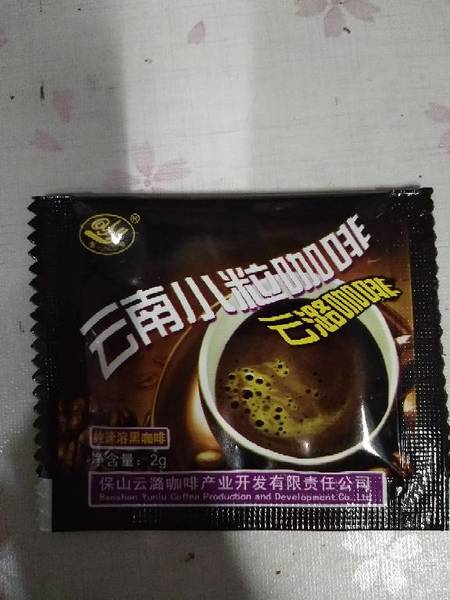 ®
云南小粒咖啡
云潞咖啡
纯速溶黑咖啡
净含量：2g
保山云潞咖啡产业开发有限责任公司
Baoshan Yunlu Coffee Production and Development Co.,Ltd